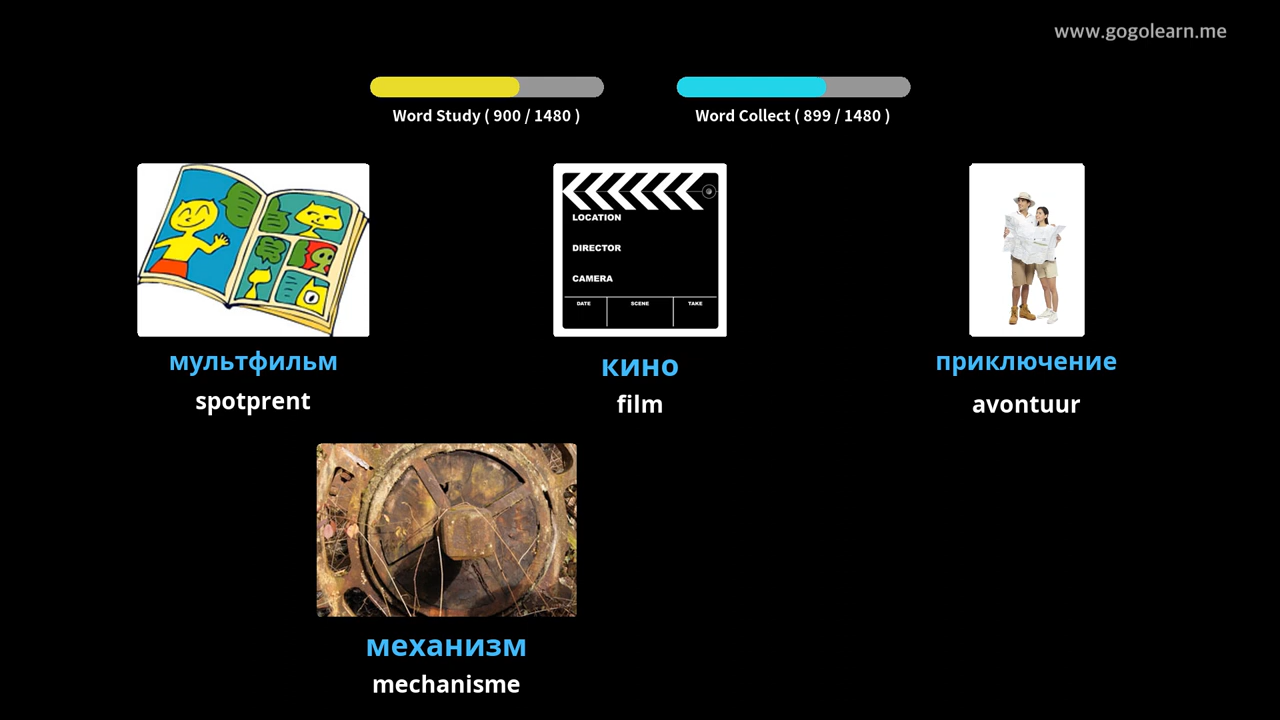 www.gogolearn.me
Word Study ( 900 / 1480 )
Word Collect ( 899 / 1480 )
LOCATION
DIRECTOR
CAMERA
DATE SCENE TAKE
мультфильм
spotprent
кино
film
приключение
avontuur
механизм
mechanisme